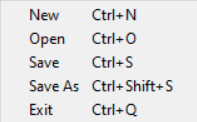 New Ctrl+N
Open Ctrl+O
Save Ctrl+S
Save As Ctrl+Shift+S
Exit Ctrl+Q